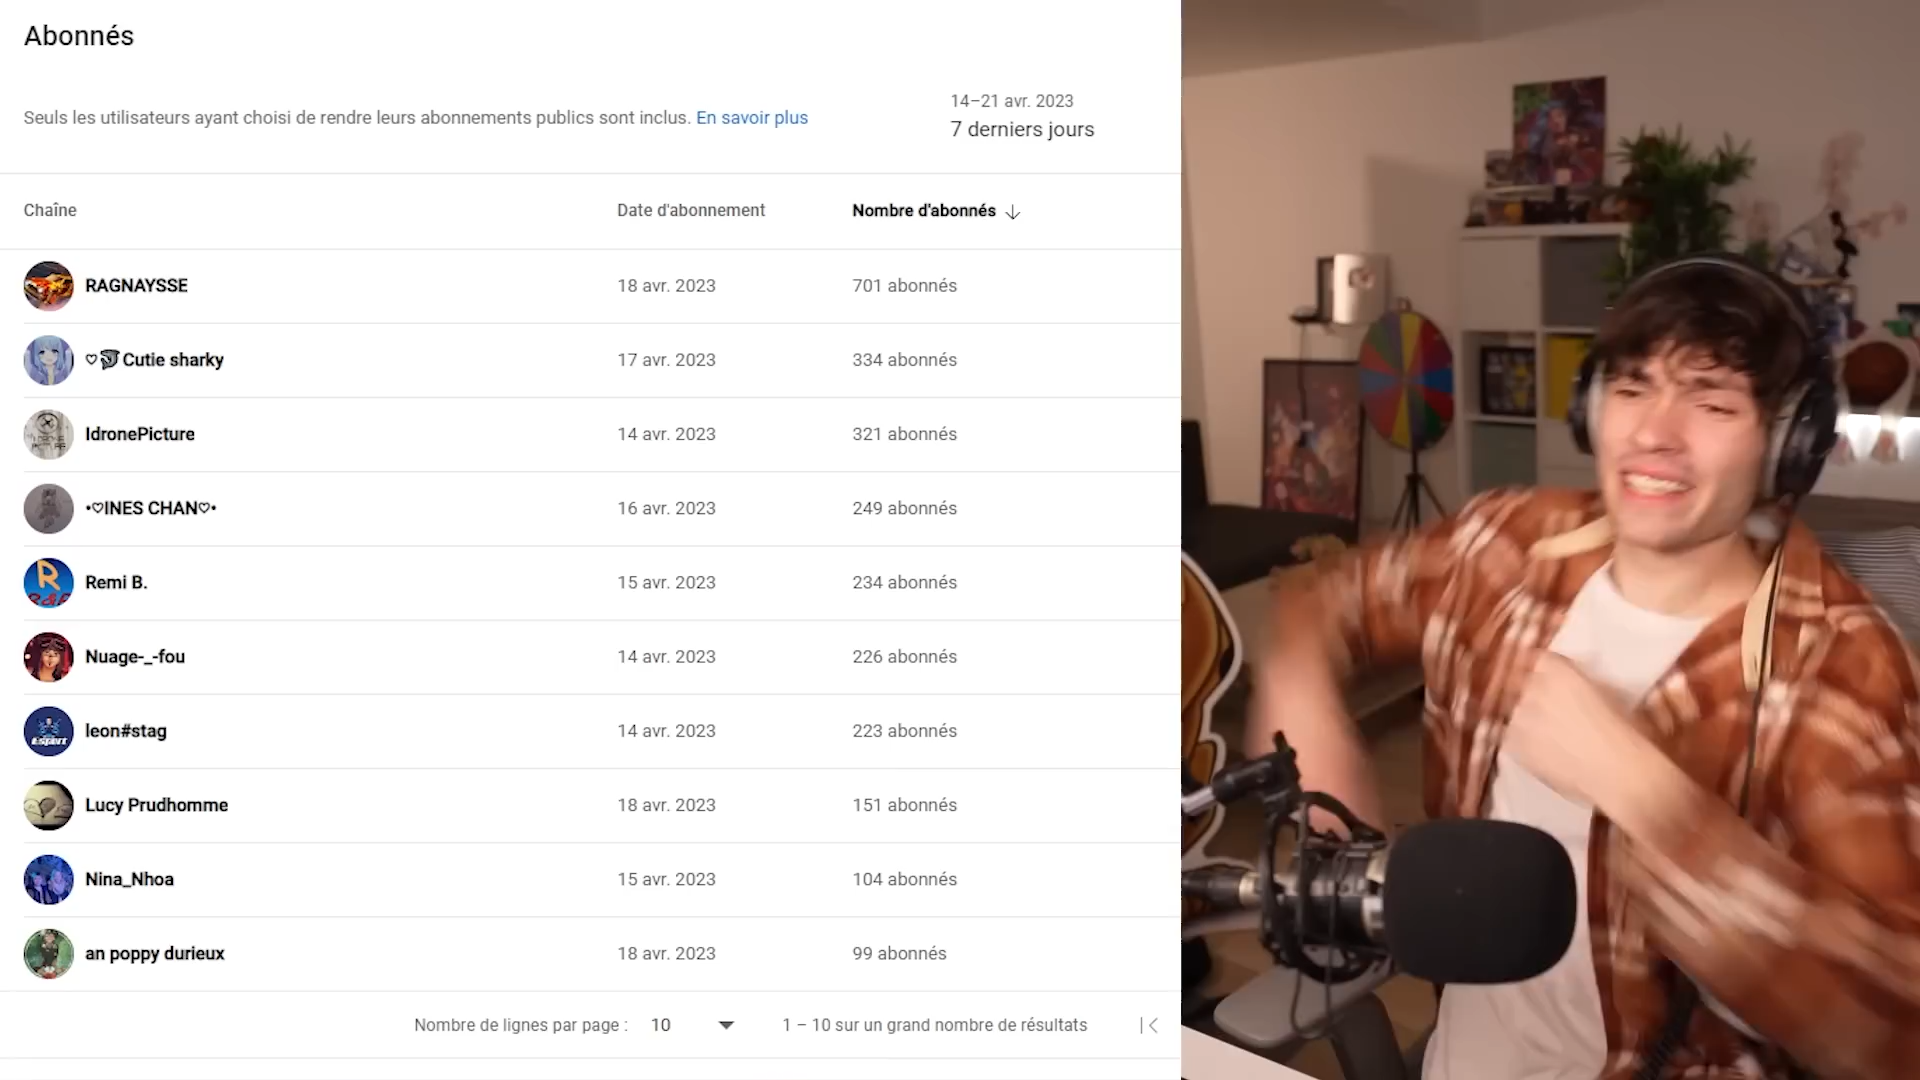 Abonnés
Seuls les utilisateurs ayant choisi de rendre leurs abonnements publics sont inclus. En savoir plus
14–21 avr. 2023
7 derniers jours
Chaîne Date d'abonnement Nombre d'abonnés
RAGNAYSSE 18 avr. 2023 701 abonnés
♡ Cutie sharky 17 avr. 2023 334 abonnés
IdronePicture 14 avr. 2023 321 abonnés
•♡INES CHAN♡• 16 avr. 2023 249 abonnés
Remi B. 15 avr. 2023 234 abonnés
Nuage-_-fou 14 avr. 2023 226 abonnés
leon#stag 14 avr. 2023 223 abonnés
Lucy Prudhomme 18 avr. 2023 151 abonnés
Nina_Nhoa 15 avr. 2023 104 abonnés
an poppy durieux 18 avr. 2023 99 abonnés
Nombre de lignes par page : 10 1 – 10 sur un grand nombre de résultats